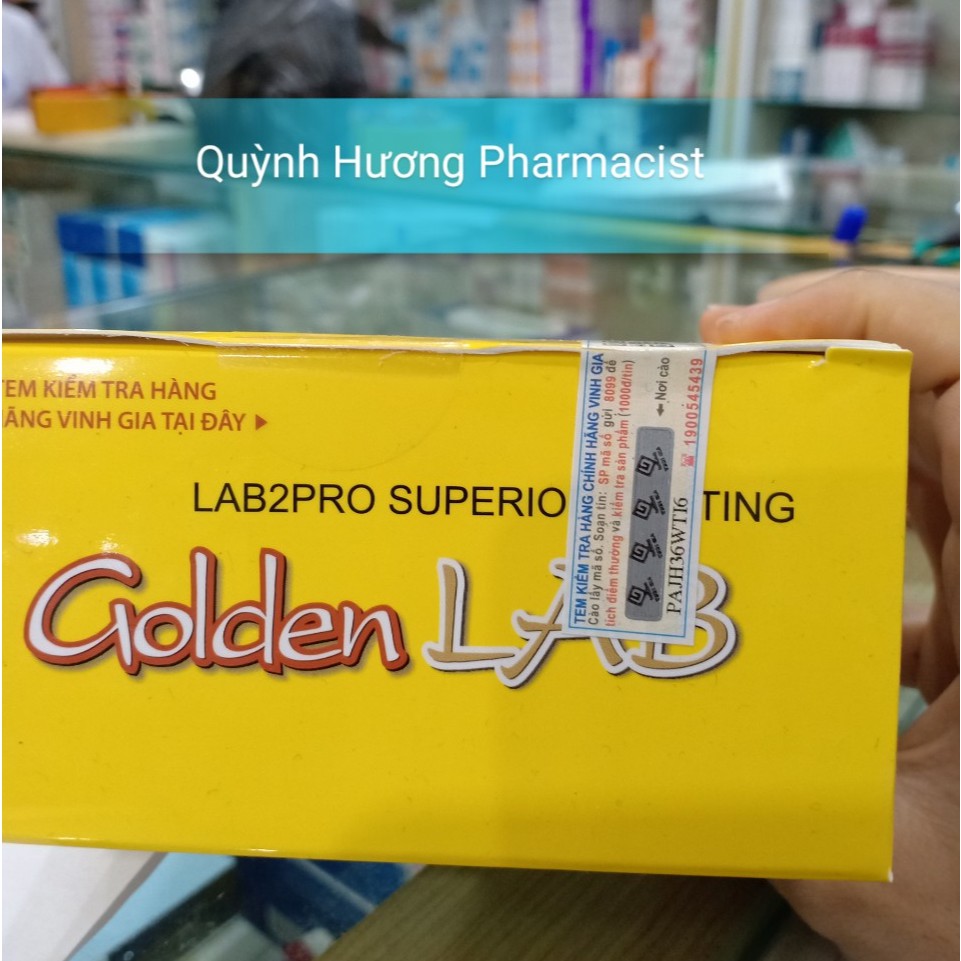 Quỳnh Hương Pharmacist
TEM KIỂM TRA HÀNG
HÃNG VINH GIA TẠI ĐÂY
LAB2PRO SUPERIO TING
Golden LAB
TEM KIỂM TRA HÀNG CHÍNH HÃNG VINH GIA
Cào lấy mã số. Soạn tin: SP mã số gửi 8099 để
tích điểm thưởng và kiểm tra sản phẩm (1000đ/tin)
Nơi cào
PAJH36WT16
1900545439